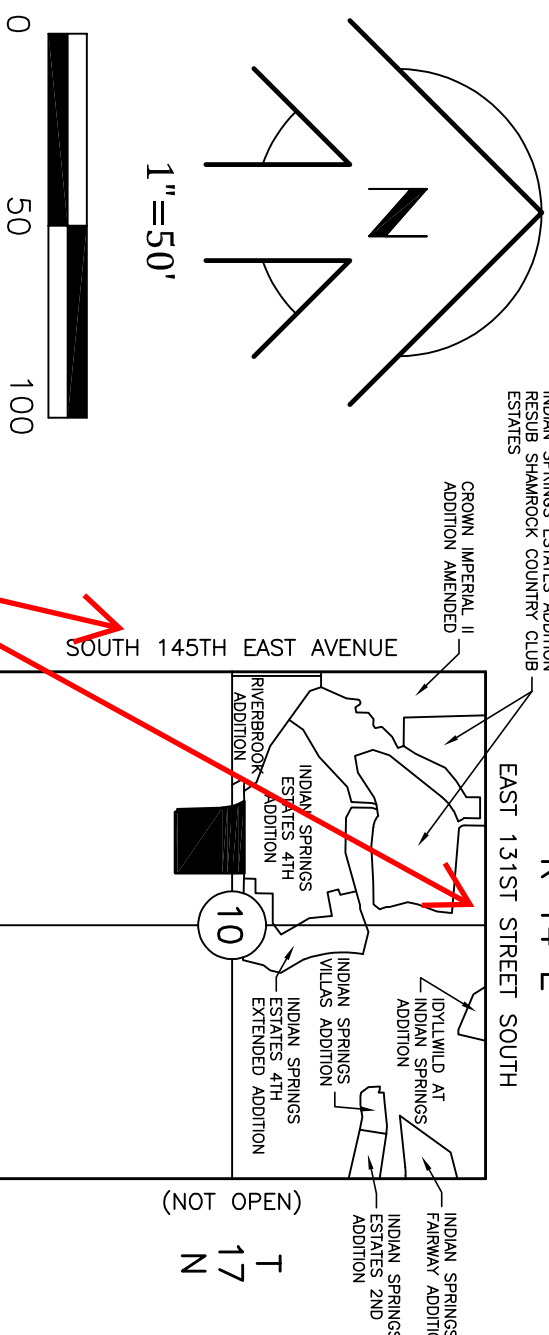 N
1"=50'
0
50
100
INDIAN SPRINGS ESTATES ADDITION
RESUB SHAMROCK COUNTRY CLUB
ESTATES
CROWN IMPERIAL II
ADDITION AMENDED
SOUTH 145TH EAST AVENUE
EAST 131ST STREET SOUTH
R 14 E
RIVERBROOK
ADDITION
INDIAN SPRINGS
ESTATES 4TH
ADDITION
10
IDYLLWILD AT
INDIAN SPRINGS
ADDITION
INDIAN SPRINGS
VILLAS ADDITION
INDIAN SPRINGS
ESTATES 4TH
EXTENDED ADDITION
INDIAN SPRINGS
FAIRWAY ADDITI
INDIAN SPRINGS
ESTATES 2ND
ADDITION
(NOT OPEN)
T
17
N